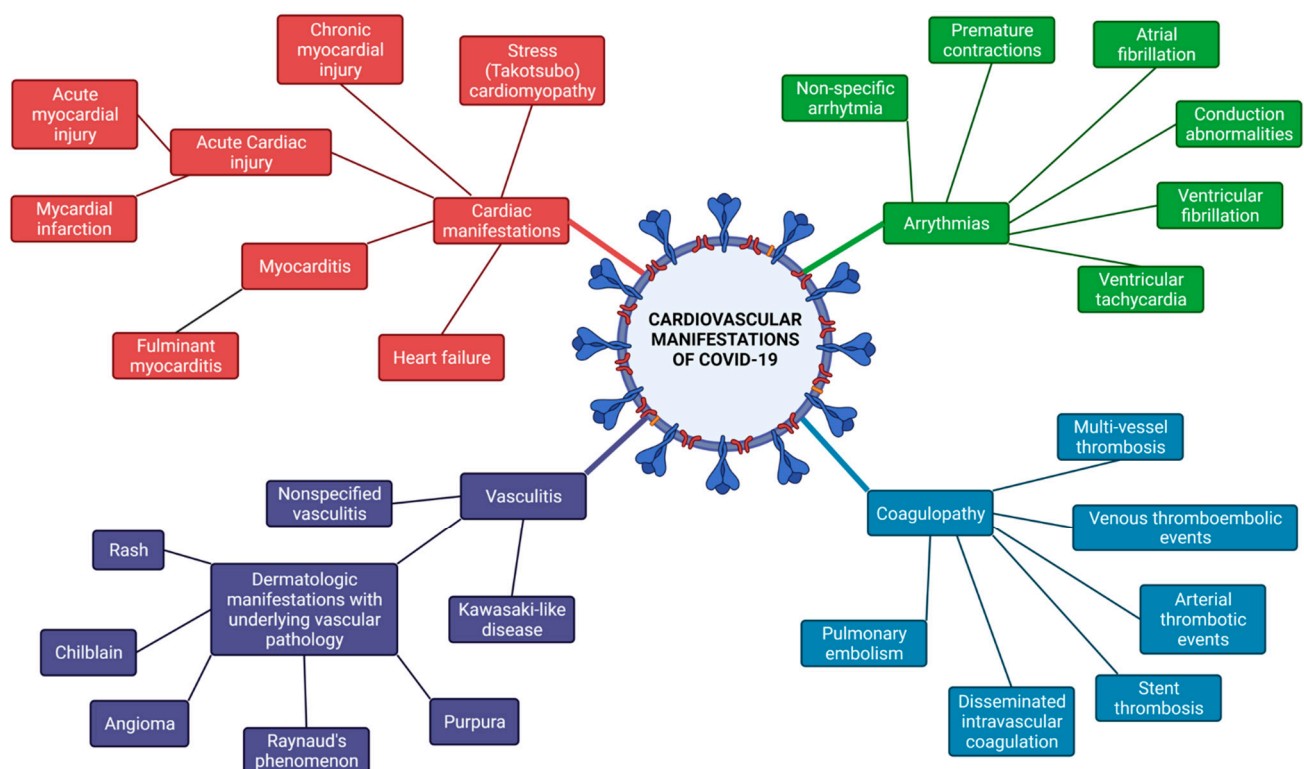 Chronic
myocardial
injury
Stress
(Takotsubo)
cardiomyopathy
Acute
myocardial
injury
Acute Cardiac
injury
Mycardial
infarction
Cardiac
manifestations
Myocarditis
Fulminant
myocarditis
Heart failure
Premature
contractions
Atrial
fibrillation
Non-specific
arrhytmia
Conduction
abnormalities
Ventricular
fibrillation
Arrythmias
Ventricular
tachycardia
CARDIOVASCULAR
MANIFESTATIONS
OF COVID-19
Vasculitis
Nonspecified
vasculitis
Rash
Dermatologic
manifestations with
underlying vascular
pathology
Kawasaki-like
disease
Chilblain
Angioma
Raynaud's
phenomenon
Purpura
Multi-vessel
thrombosis
Coagulopathy
Venous thromboembolic
events
Arterial
thrombotic
events
Pulmonary
embolism
Stent
thrombosis
Disseminated
intravascular
coagulation